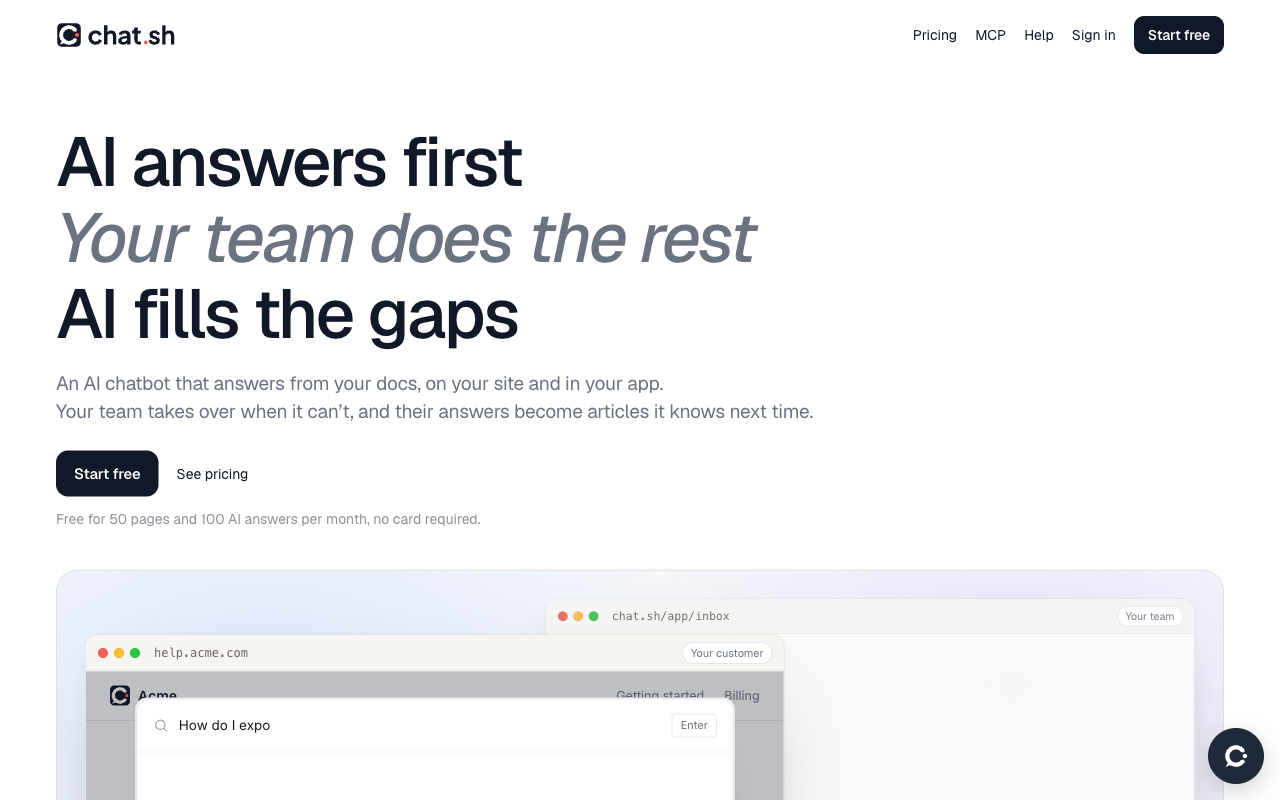 chat.sh
Pricing
MCP
Help
Sign in
Start free
AI answers first
Your team does the rest
AI fills the gaps
An AI chatbot that answers from your docs, on your site and in your app.
Your team takes over when it can’t, and their answers become articles it knows next time.
Start free
See pricing
Free for 50 pages and 100 AI answers per month, no card required.
chat.sh/app/inbox
Your team
help.acme.com
Your customer
Acme
Getting started
Billing
How do I expo
Enter